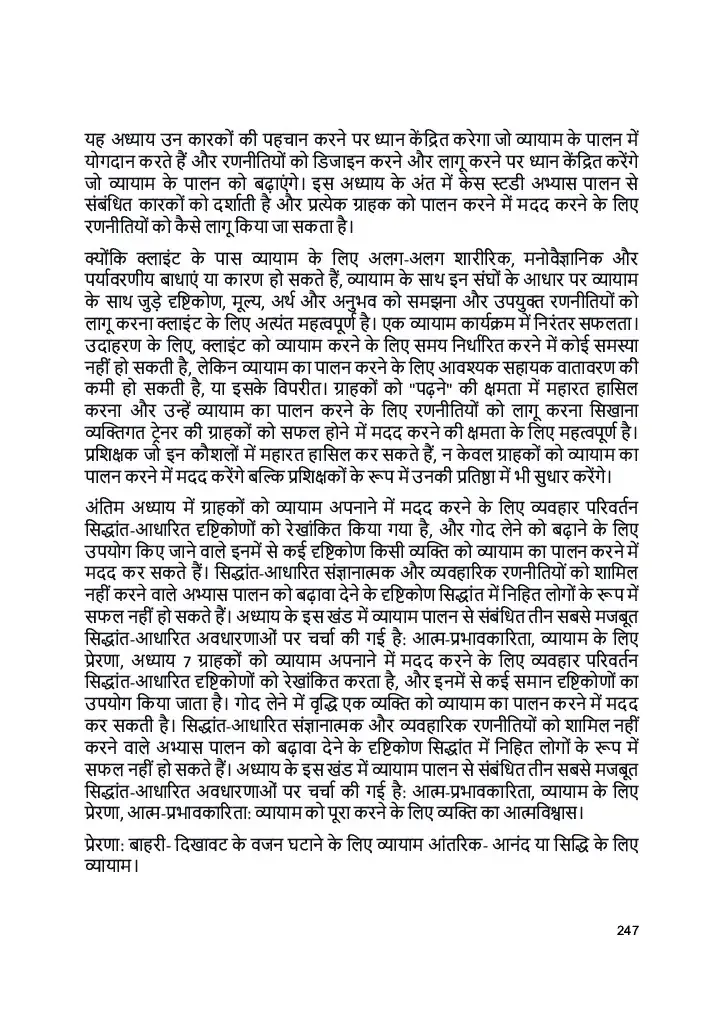 यह अध्याय उन कारकों की पहचान करने पर ध्यान केंद्रित करेगा जो व्यायाम के पालन में
योगदान करते हैं और रणनीतियों को डिजाइन करने और लागू करने पर ध्यान केंद्रित करेंगे
जो व्यायाम के पालन को बढ़ाएंगे। इस अध्याय के अंत में केस स्टडी अभ्यास पालन से
संबंधित कारकों को दर्शाती है और प्रत्येक ग्राहक को पालन करने में मदद करने के लिए
रणनीतियों को कैसे लागू किया जा सकता है।
क्योंकि क्लाइंट के पास व्यायाम के लिए अलग-अलग शारीरिक, मनोवैज्ञानिक और
पर्यावरणीय बाधाएं या कारण हो सकते हैं, व्यायाम के साथ इन संघों के आधार पर व्यायाम
के साथ जुड़े दृष्टिकोण, मूल्य, अर्थ और अनुभव को समझना और उपयुक्त रणनीतियों को
लागू करना क्लाइंट के लिए अत्यंत महत्वपूर्ण है। एक व्यायाम कार्यक्रम में निरंतर सफलता।
उदाहरण के लिए, क्लाइंट को व्यायाम करने के लिए समय निर्धारित करने में कोई समस्या
नहीं हो सकती है, लेकिन व्यायाम का पालन करने के लिए आवश्यक सहायक वातावरण की
कमी हो सकती है, या इसके विपरीत। ग्राहकों को "पढ़ने" की क्षमता में महारत हासिल
करना और उन्हें व्यायाम का पालन करने के लिए रणनीतियों को लागू करना सिखाना
व्यक्तिगत ट्रेनर की ग्राहकों को सफल होने में मदद करने की क्षमता के लिए महत्वपूर्ण है।
प्रशिक्षक जो इन कौशलों में महारत हासिल कर सकते हैं, न केवल ग्राहकों को व्यायाम का
पालन करने में मदद करेंगे बल्कि प्रशिक्षकों के रूप में उनकी प्रतिष्ठा में भी सुधार करेंगे।
अंतिम अध्याय में ग्राहकों को व्यायाम अपनाने में मदद करने के लिए व्यवहार परिवर्तन
सिद्धांत-आधारित दृष्टिकोणों को रेखांकित किया गया है, और गोद लेने को बढ़ाने के लिए
उपयोग किए जाने वाले इनमें से कई दृष्टिकोण किसी व्यक्ति को व्यायाम का पालन करने में
मदद कर सकते हैं। सिद्धांत-आधारित संज्ञानात्मक और व्यवहारिक रणनीतियों को शामिल
नहीं करने वाले अभ्यास पालन को बढ़ावा देने के दृष्टिकोण सिद्धांत में निहित लोगों के रूप में
सफल नहीं हो सकते हैं। अध्याय के इस खंड में व्यायाम पालन से संबंधित तीन सबसे मजबूत
सिद्धांत-आधारित अवधारणाओं पर चर्चा की गई है: आत्म-प्रभावकारिता, व्यायाम के लिए
प्रेरणा, अध्याय 7 ग्राहकों को व्यायाम अपनाने में मदद करने के लिए व्यवहार परिवर्तन
सिद्धांत-आधारित दृष्टिकोणों को रेखांकित करता है, और इनमें से कई समान दृष्टिकोणों का
उपयोग किया जाता है। गोद लेने में वृद्धि एक व्यक्ति को व्यायाम का पालन करने में मदद
कर सकती है। सिद्धांत-आधारित संज्ञानात्मक और व्यवहारिक रणनीतियों को शामिल नहीं
करने वाले अभ्यास पालन को बढ़ावा देने के दृष्टिकोण सिद्धांत में निहित लोगों के रूप में
सफल नहीं हो सकते हैं। अध्याय के इस खंड में व्यायाम पालन से संबंधित तीन सबसे मजबूत
सिद्धांत-आधारित अवधारणाओं पर चर्चा की गई है: आत्म-प्रभावकारिता, व्यायाम के लिए
प्रेरणा, आत्म-प्रभावकारिता: व्यायाम को पूरा करने के लिए व्यक्ति का आत्मविश्वास।
प्रेरणा: बाहरी- दिखावट के वजन घटाने के लिए व्यायाम आंतरिक- आनंद या सिद्धि के लिए
व्यायाम।
247